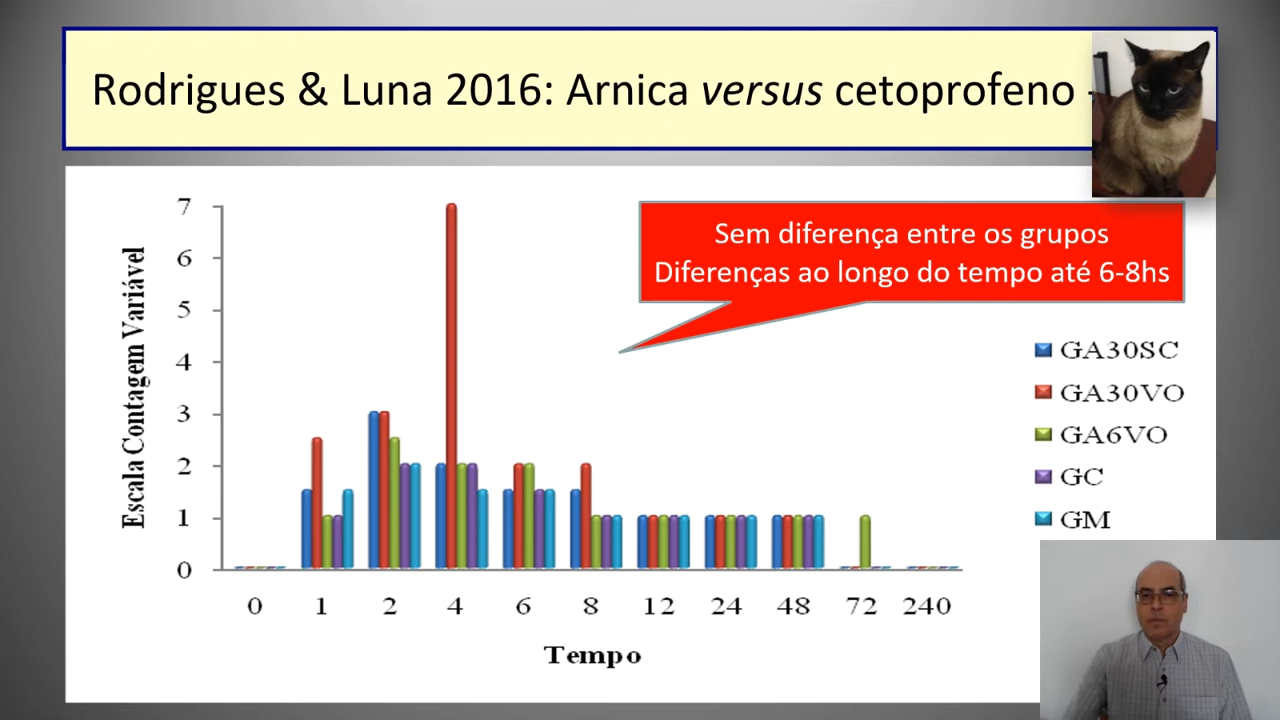 Rodrigues & Luna 2016: Arnica versus cetoprofeno -
Sem diferença entre os grupos
Diferenças ao longo do tempo até 6-8hs
Escala Contagem Variável
7
6
5
4
3
2
1
0
0 1 2 4 6 8 12 24 48 72 240
Tempo
GA30SC
GA30VO
GA6VO
GC
GM